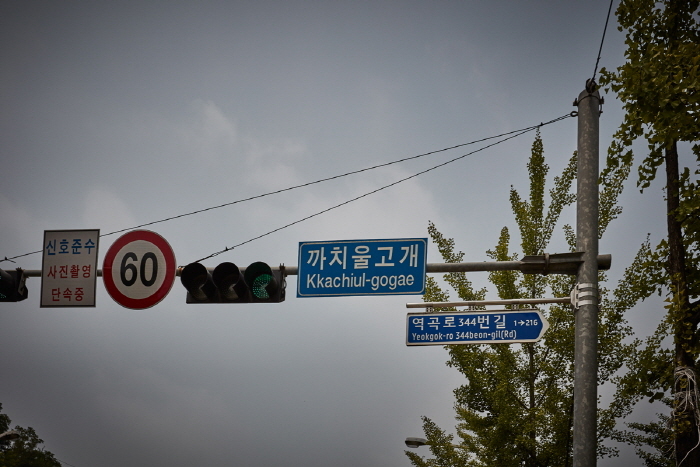 신호준수
사진촬영
단속중
60
까치울고개
Kkachiul-gogae
역곡로 344번길 1→216
Yeokgok-ro 344beon-gil(Rd)